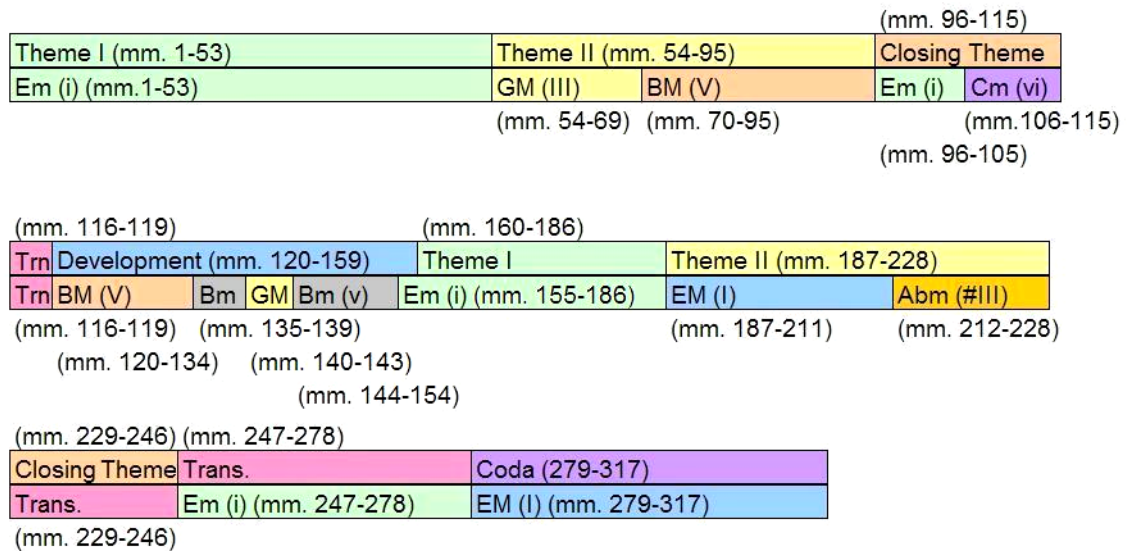 (mm. 96-115)
Theme I (mm. 1-53) Theme II (mm. 54-95) Closing Theme
Em (i) (mm.1-53) GM (III) BM (V) Em (i) Cm (vi)
(mm. 54-69) (mm. 70-95) (mm.106-115)
(mm. 96-105)
(mm. 116-119) (mm. 160-186)
Trn Development (mm. 120-159) Theme I Theme II (mm. 187-228)
Trn BM (V) Bm GM Bm (v) Em (i) (mm. 155-186) EM (I) Abm (#III)
(mm. 116-119) (mm. 135-139) (mm. 187-211) (mm. 212-228)
(mm. 120-134) (mm. 140-143)
(mm. 144-154)
(mm. 229-246) (mm. 247-278)
Closing Theme Trans. Coda (279-317)
Trans. Em (i) (mm. 247-278) EM (I) (mm. 279-317)
(mm. 229-246)